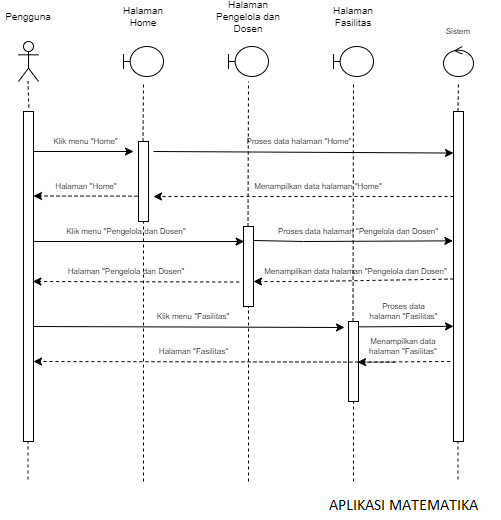 Pengguna
Halaman
Home
Halaman
Pengelola dan
Dosen
Halaman
Fasilitas
Sistem
Klik menu "Home"
Proses data halaman "Home"
Halaman "Home"
Menampilkan data halaman "Home"
Klik menu "Pengelola dan Dosen"
Proses data halaman "Pengelola dan Dosen"
Halaman "Pengelola dan Dosen"
Menampilkan data halaman "Pengelola dan Dosen"
Klik menu "Fasilitas"
Proses data
halaman "Fasilitas"
Halaman "Fasilitas"
Menampilkan data
halaman "Fasilitas"
APLIKASI MATEMATIKA